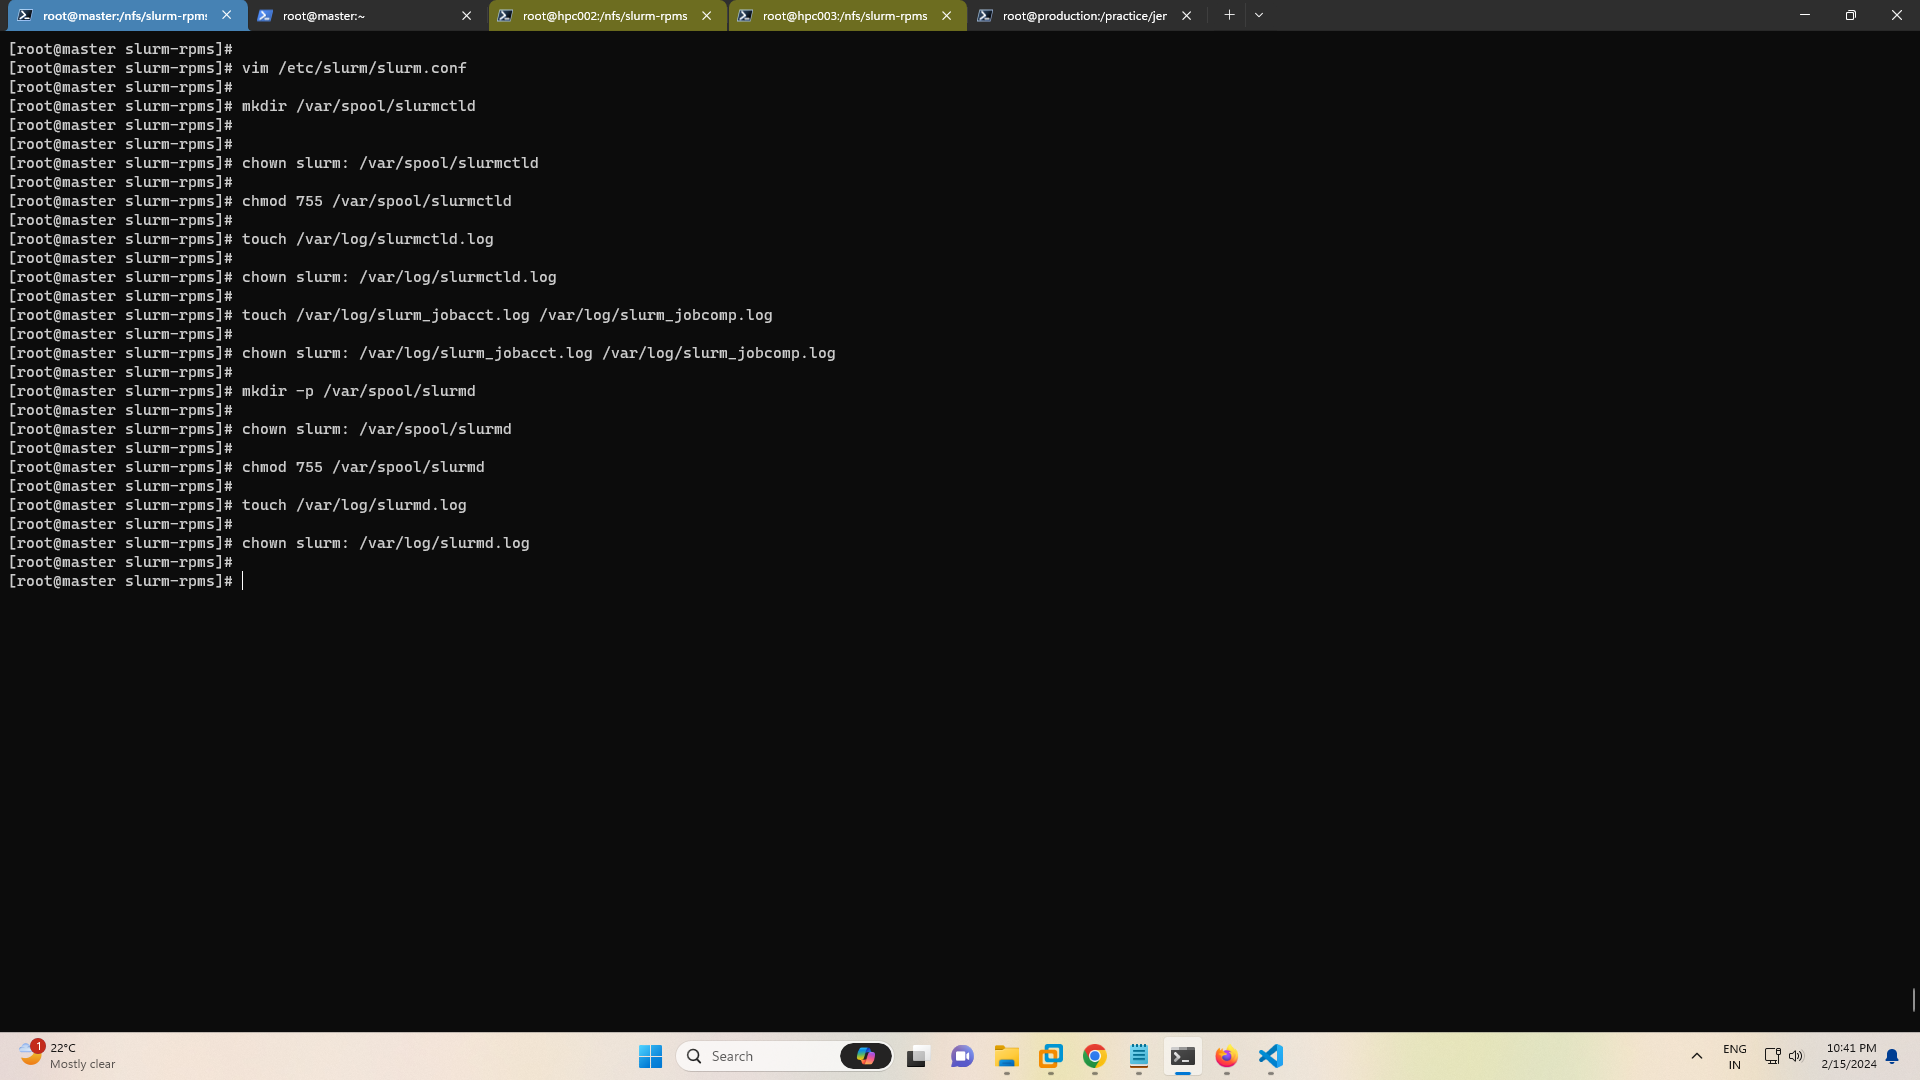 root@master:/nfs/slurm-rpms
root@master:~
root@hpc002:/nfs/slurm-rpms
root@hpc003:/nfs/slurm-rpms
root@production:/practice/jer
[root@master slurm-rpms]#
[root@master slurm-rpms]# vim /etc/slurm/slurm.conf
[root@master slurm-rpms]#
[root@master slurm-rpms]# mkdir /var/spool/slurmctld
[root@master slurm-rpms]#
[root@master slurm-rpms]#
[root@master slurm-rpms]# chown slurm: /var/spool/slurmctld
[root@master slurm-rpms]#
[root@master slurm-rpms]# chmod 755 /var/spool/slurmctld
[root@master slurm-rpms]#
[root@master slurm-rpms]# touch /var/log/slurmctld.log
[root@master slurm-rpms]#
[root@master slurm-rpms]# chown slurm: /var/log/slurmctld.log
[root@master slurm-rpms]#
[root@master slurm-rpms]# touch /var/log/slurm_jobacct.log /var/log/slurm_jobcomp.log
[root@master slurm-rpms]#
[root@master slurm-rpms]# chown slurm: /var/log/slurm_jobacct.log /var/log/slurm_jobcomp.log
[root@master slurm-rpms]#
[root@master slurm-rpms]# mkdir -p /var/spool/slurmd
[root@master slurm-rpms]#
[root@master slurm-rpms]# chown slurm: /var/spool/slurmd
[root@master slurm-rpms]#
[root@master slurm-rpms]# chmod 755 /var/spool/slurmd
[root@master slurm-rpms]#
[root@master slurm-rpms]# touch /var/log/slurmd.log
[root@master slurm-rpms]#
[root@master slurm-rpms]# chown slurm: /var/log/slurmd.log
[root@master slurm-rpms]#
[root@master slurm-rpms]#
1
22°C
Mostly clear
Search
ENG
IN
10:41 PM
2/15/2024